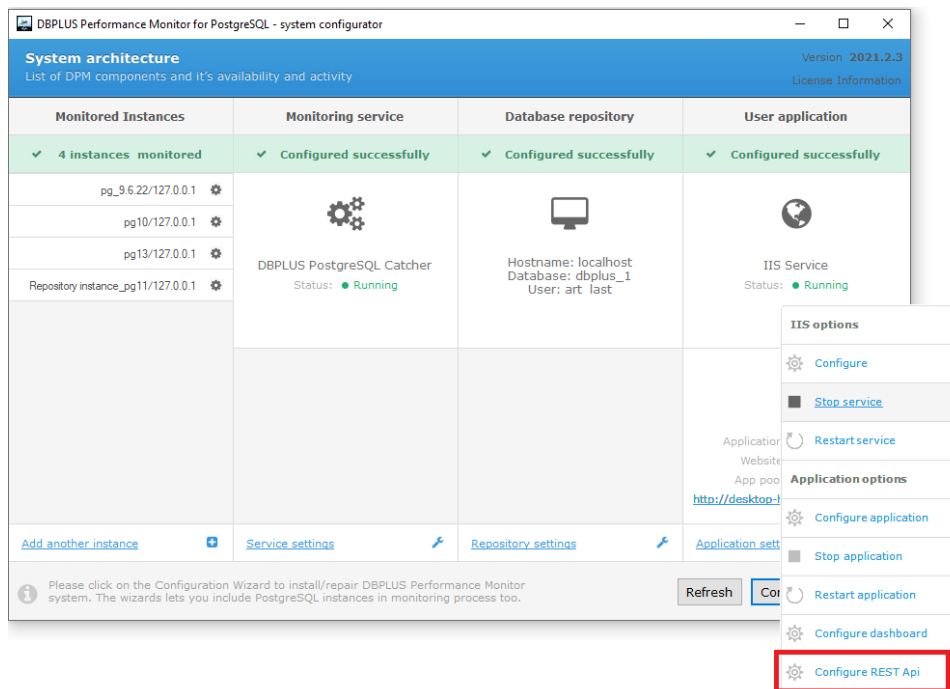 DBPLUS Performance Monitor for PostgreSQL - system configurator
System architecture
List of DPM components and it's availability and activity
Version 2021.2.3
License Information
Monitored Instances
Monitoring service
Database repository
User application
4 instances monitored
Configured successfully
Configured successfully
Configured successfully
pg_9.6.22/127.0.0.1
pg10/127.0.0.1
pg13/127.0.0.1
Repository instance_pg11/127.0.0.1
DBPLUS PostgreSQL Catcher
Status: Running
Hostname: localhost
Database: dbplus_1
User: art last
IIS Service
Status: Running
Application
Website
App poo
http://desktop-
Add another instance
Service settings
Repository settings
Application sett
Please click on the Configuration Wizard to install/repair DBPLUS Performance Monitor
system. The wizards lets you include PostgreSQL instances in monitoring process too.
Refresh
IIS options
Configure
Stop service
Restart service
Application options
Configure application
Stop application
Restart application
Configure dashboard
Configure REST Api